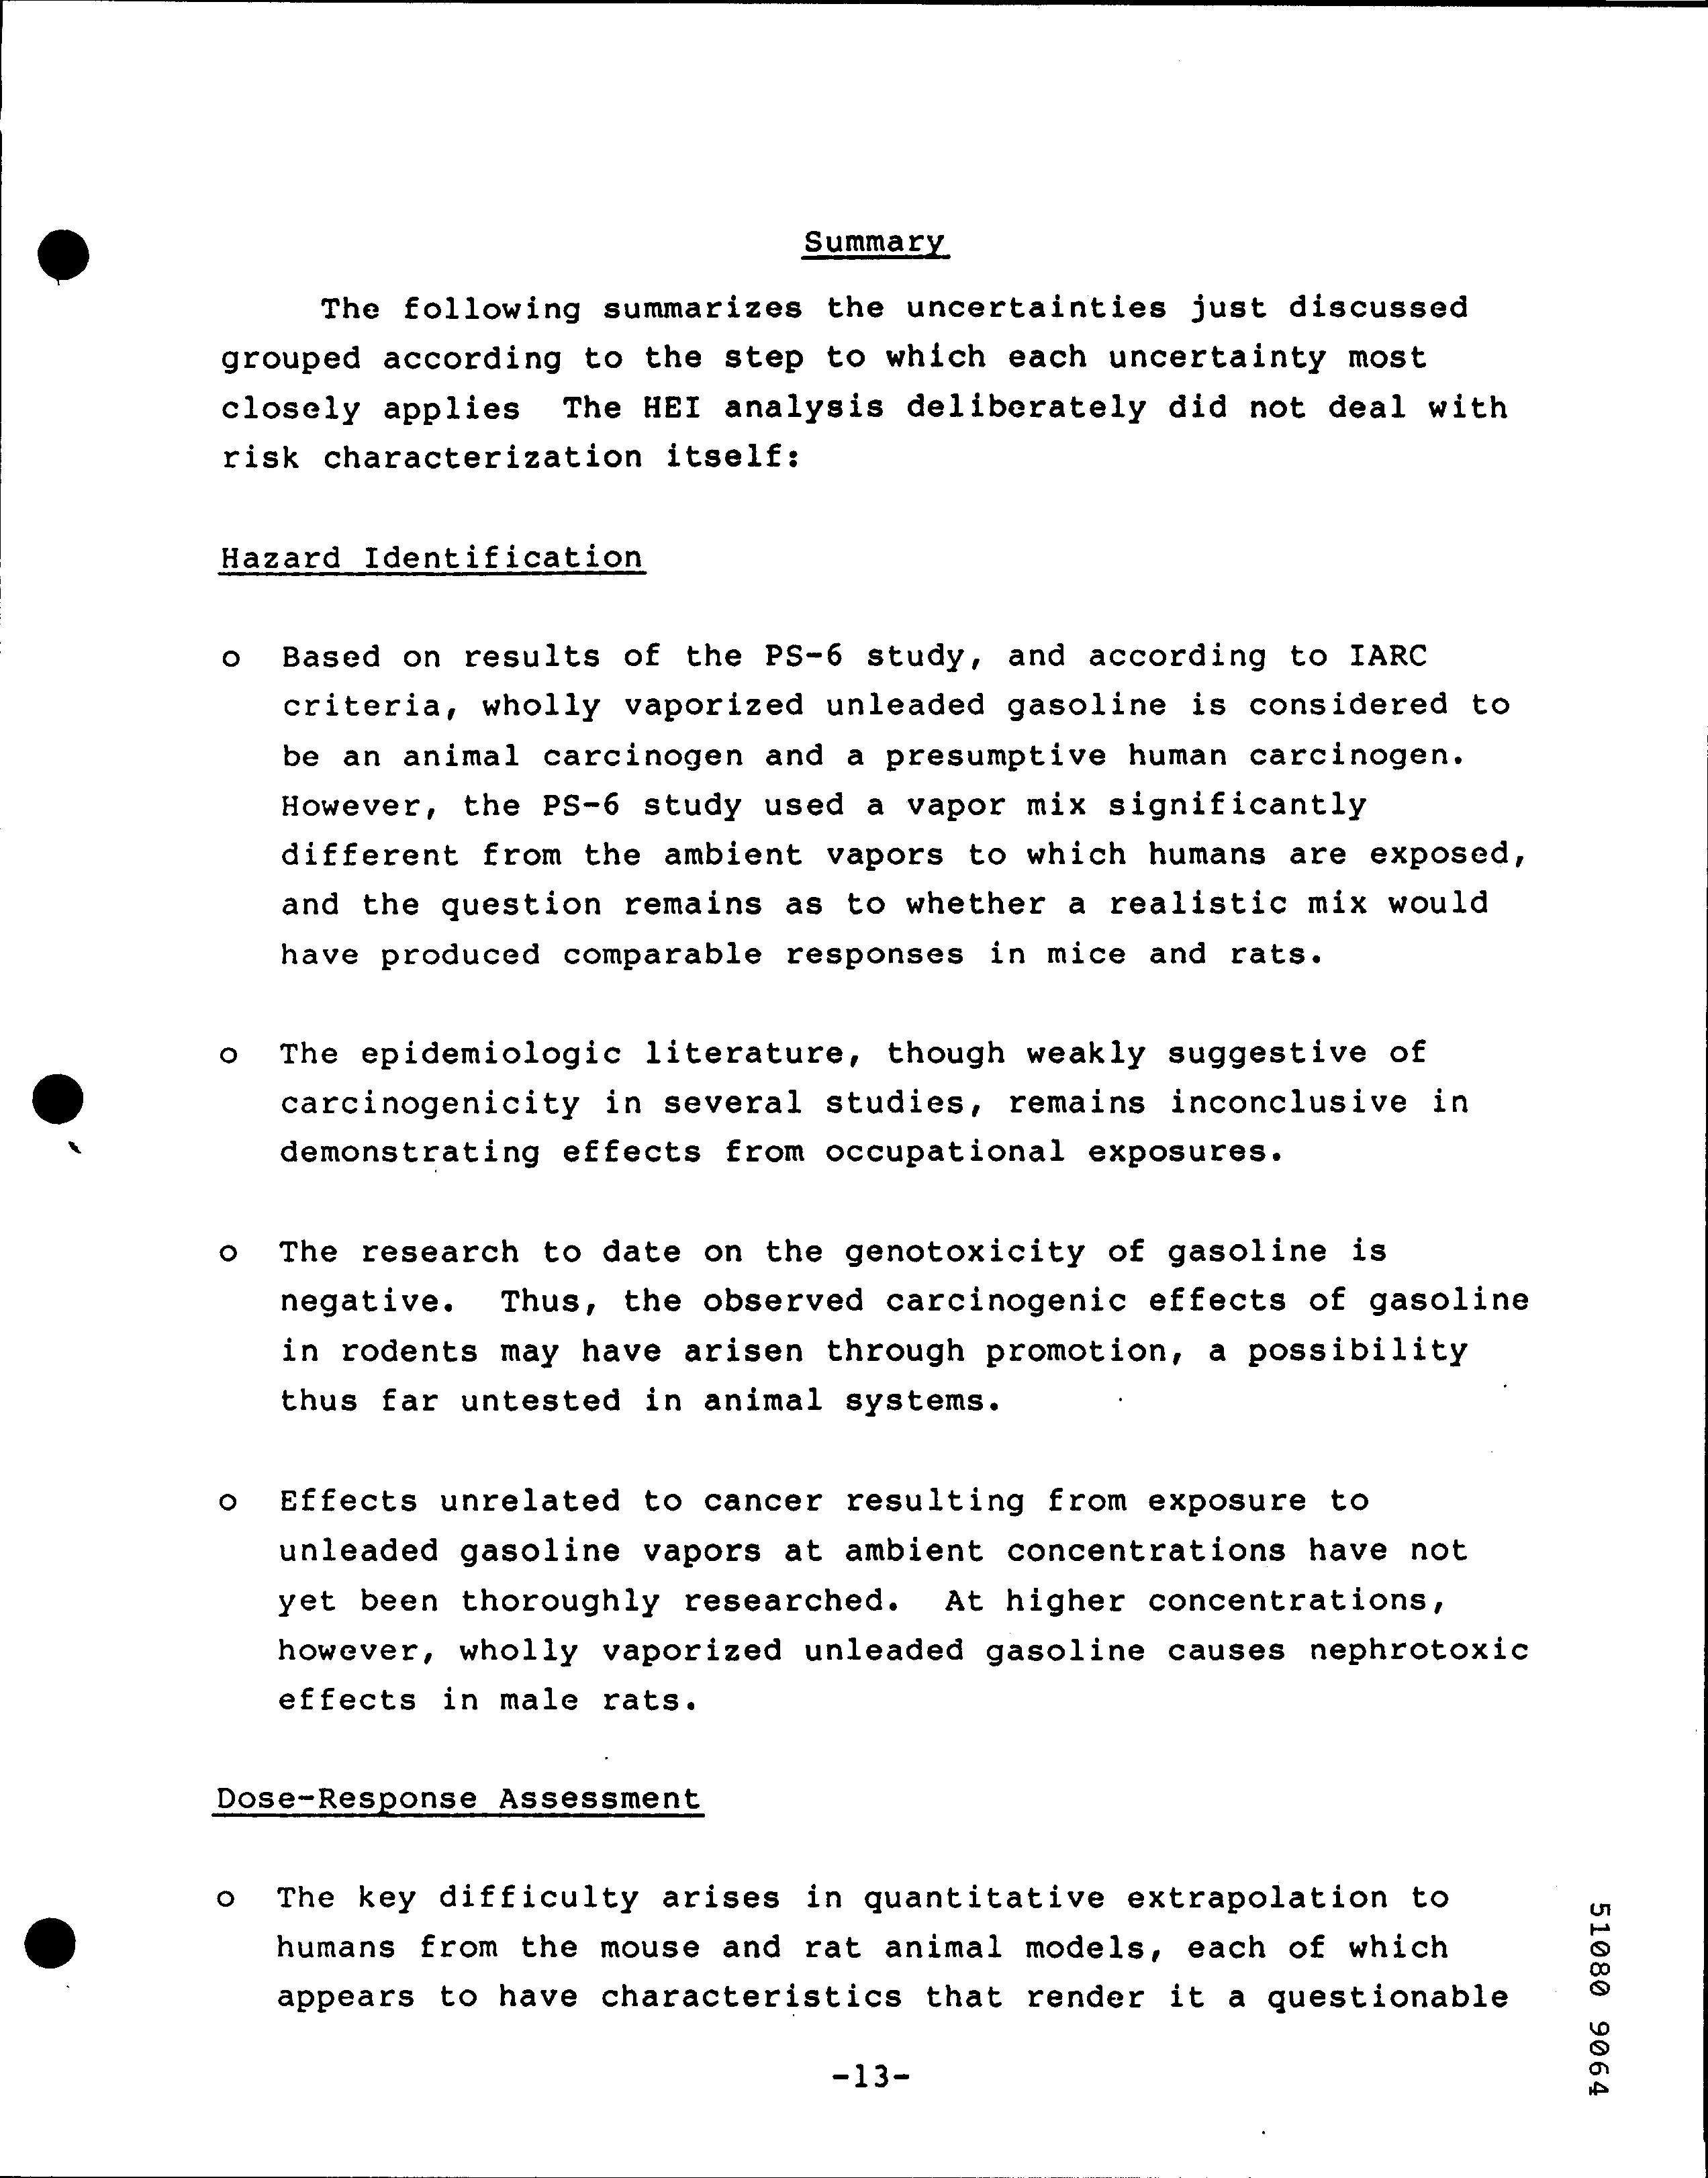 Summary
The following summarizes the uncertainties just discussed
grouped according to the step to which each uncertainty most
closely applies  The HEI analysis deliberately did not deal with
risk characterization itself:
Hazard Identification
o Based on results of the PS-6 study, and according to IARC
criteria, wholly vaporized unleaded gasoline is considered to
be an animal carcinogen and a presumptive human carcinogen.
However, the PS-6 study used a vapor mix significantly
different from the ambient vapors to which humans are exposed,
and the question remains as to whether a realistic mix would
have produced comparable responses in mice and rats.
o The epidemiologic literature, though weakly suggestive of
carcinogenicity in several studies, remains inconclusive in
demonstrating effects from occupational exposures.
o The research to date on the genotoxicity of gasoline is
negative.  Thus, the observed carcinogenic effects of gasoline
in rodents may have arisen through promotion, a possibility
thus far untested in animal systems.
o Effects unrelated to cancer resulting from exposure to
unleaded gasoline vapors at ambient concentrations have not
yet been thoroughly researched.  At higher concentrations,
however, wholly vaporized unleaded gasoline causes nephrotoxic
effects in male rats.
Dose-Response Assessment
o The key difficulty arises in quantitative extrapolation to
humans from the mouse and rat animal models, each of which
appears to have characteristics that render it a questionable
-13-
51080 9064